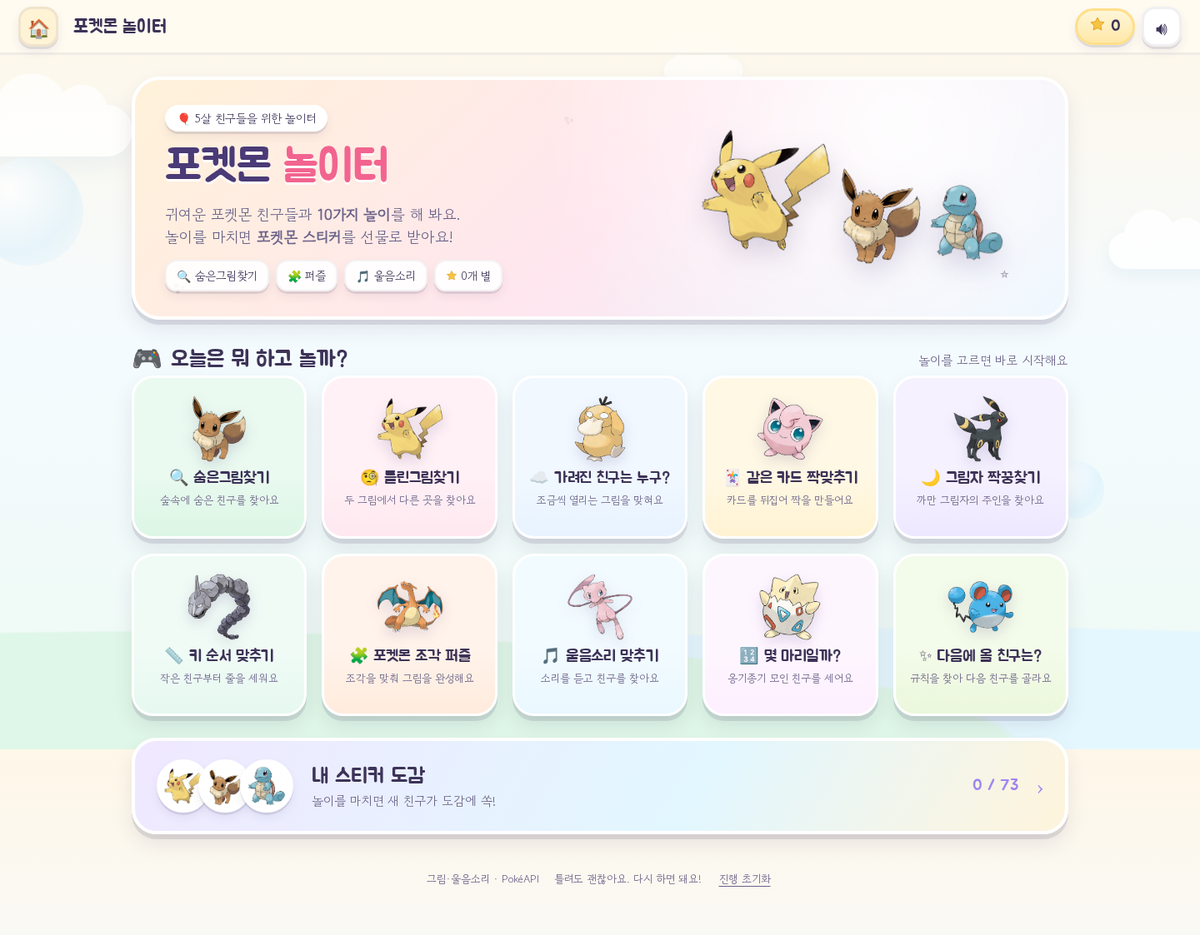 🏠 포켓몬 놀이터
⭐ 0 🔊
🎈 5살 친구들을 위한 놀이터
포켓몬 놀이터
귀여운 포켓몬 친구들과 10가지 놀이를 해 봐요.
놀이를 마치면 포켓몬 스티커를 선물로 받아요!
🔍 숨은그림찾기 🧩 퍼즐 🎵 울음소리 ⭐ 0개 별
🎮 오늘은 뭐 하고 놀까?
놀이를 고르면 바로 시작해요
🔍 숨은그림찾기
숲속에 숨은 친구를 찾아요
🧐 틀린그림찾기
두 그림에서 다른 곳을 찾아요
☁️ 가려진 친구는 누구?
조금씩 열리는 그림을 맞혀요
🃏 같은 카드 짝맞추기
카드를 뒤집어 짝을 만들어요
🌙 그림자 짝꿍찾기
까만 그림자의 주인을 찾아요
📏 키 순서 맞추기
작은 친구부터 줄을 세워요
🧩 포켓몬 조각 퍼즐
조각을 맞춰 그림을 완성해요
🎵 울음소리 맞추기
소리를 듣고 친구를 찾아요
🔢 몇 마리일까?
옹기종기 모인 친구를 세어요
✨ 다음에 올 친구는?
규칙을 찾아 다음 친구를 골라요
내 스티커 도감
놀이를 마치면 새 친구가 도감에 쏙!
0 / 73 ›
그림·울음소리 · PokéAPI 틀려도 괜찮아요. 다시 하면 돼요! 진행 초기화